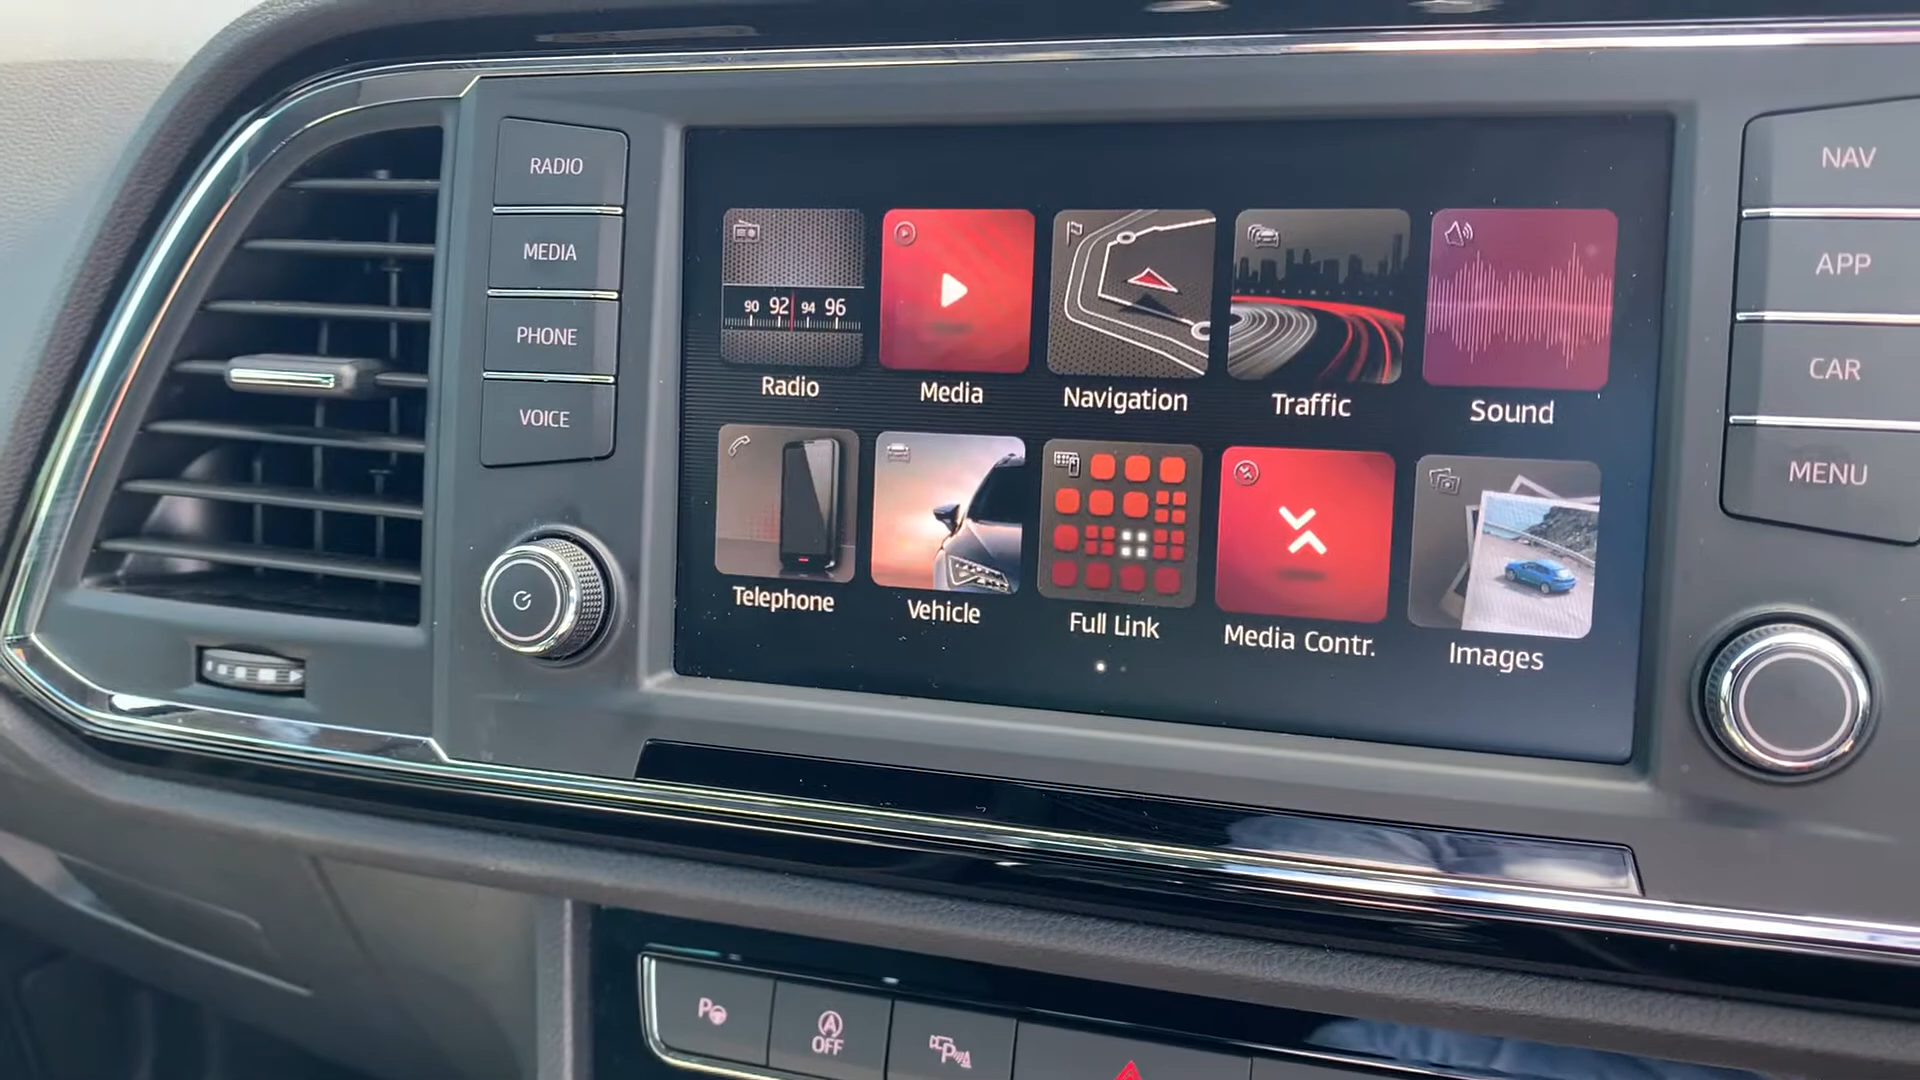 RADIO
MEDIA
PHONE
VOICE
90 92 94 96
Radio
Media
Navigation
Traffic
Sound
Telephone
Vehicle
Full Link
Media Contr.
Images
NAV
APP
CAR
MENU
P
A
OFF
P